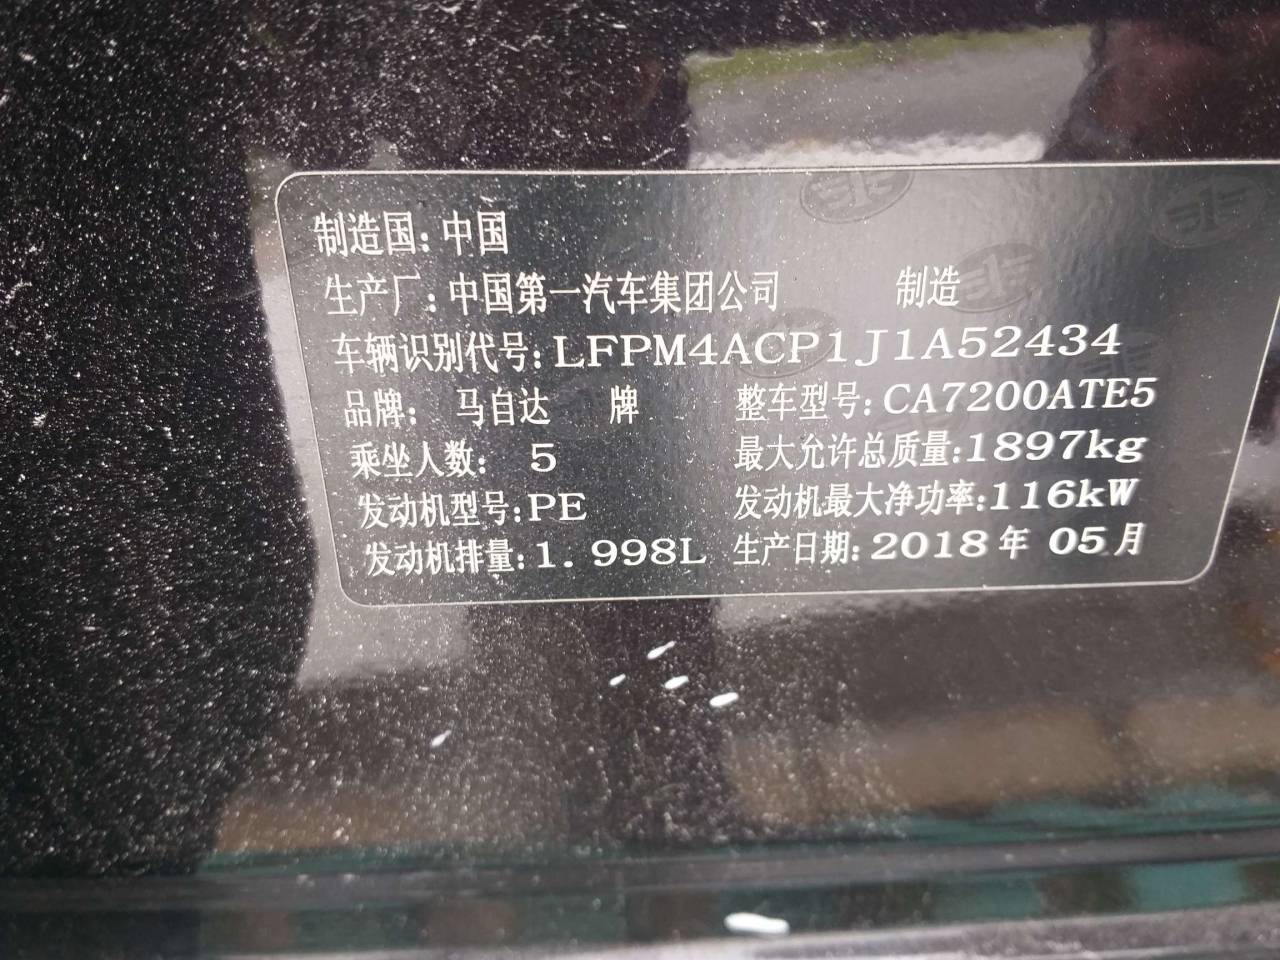 制造国：中国
生产厂：中国第一汽车集团公司 制造
车辆识别代号：LFPM4ACP1J1A52434
品牌： 马自达 牌 整车型号：CA7200ATE5
乘坐人数： 5 最大允许总质量：1897kg
发动机型号：PE 发动机最大净功率：116kW
发动机排量：1.998L 生产日期：2018年 05月